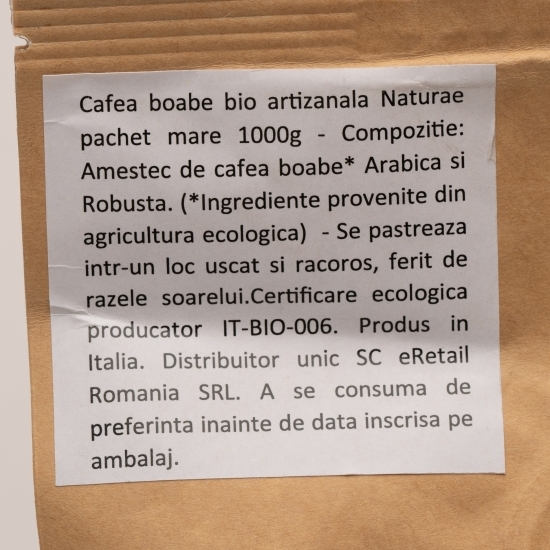 Cafea boabe bio artizanala Naturae
pachet mare 1000g - Compozitie:
Amestec de cafea boabe* Arabica si
Robusta. (*Ingrediente provenite din
agricultura ecologica) - Se pastreaza
intr-un loc uscat si racoros, ferit de
razele soarelui.Certificare ecologica
producator IT-BIO-006. Produs in
Italia. Distribuitor unic SC eRetail
Romania SRL. A se consuma de
preferinta inainte de data inscrisa pe
ambalaj.